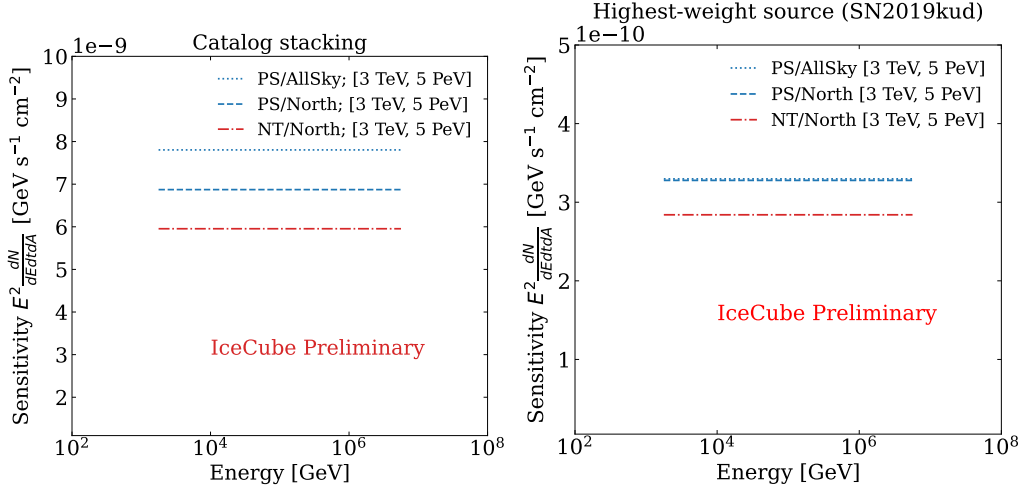 Catalog stacking
1e−9
PS/AllSky; [3 TeV, 5 PeV]
PS/North; [3 TeV, 5 PeV]
NT/North; [3 TeV, 5 PeV]
10
9
8
7
6
5
4
3
2
Sensitivity E² dN/dEdtdA [GeV s⁻¹ cm⁻²]
IceCube Preliminary
10² 10⁴ 10⁶ 10⁸
Energy [GeV]
Highest-weight source (SN2019kud)
1e−10
PS/AllSky [3 TeV, 5 PeV]
PS/North [3 TeV, 5 PeV]
NT/North [3 TeV, 5 PeV]
5
4
3
2
1
Sensitivity E² dN/dEdtdA [GeV s⁻¹ cm⁻²]
IceCube Preliminary
10² 10⁴ 10⁶ 10⁸
Energy [GeV]